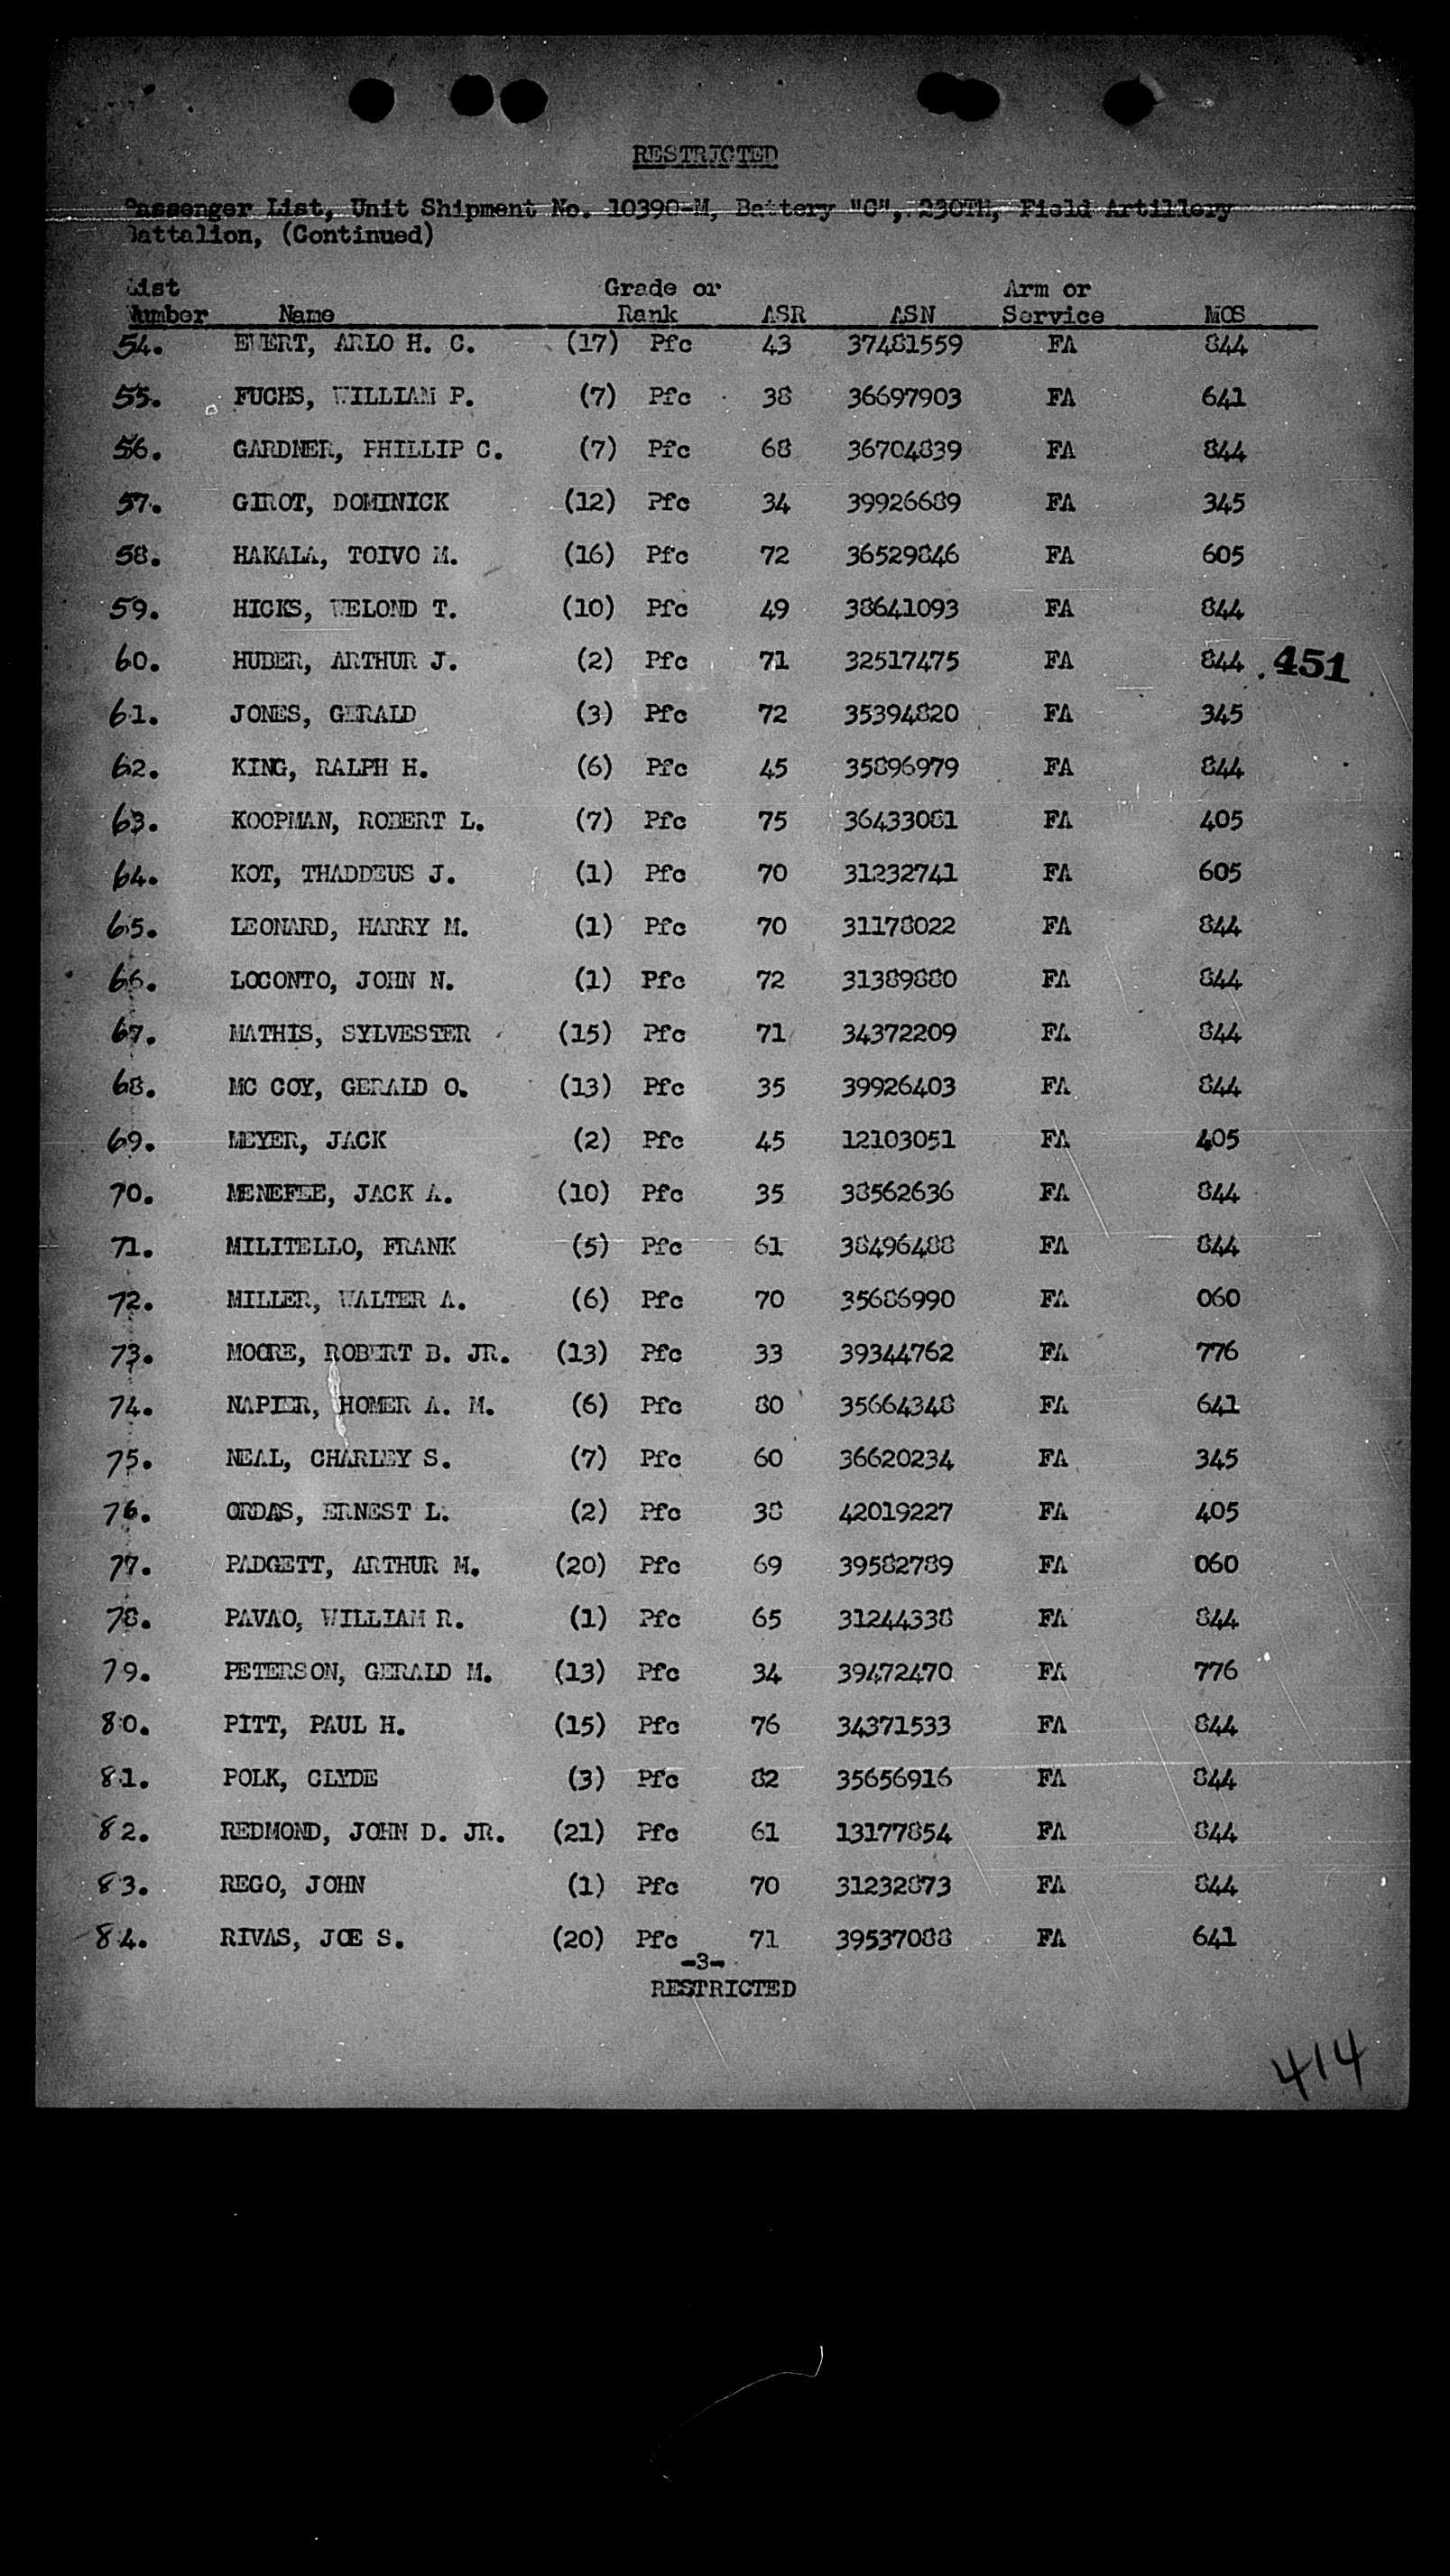 RESTRICTED
Passenger List, Unit Shipment No. 10390-M, Battery "C", 230TH, Field Artillery
Battalion, (Continued)
List Grade or Arm or
Number Name Rank ASR ASN Service MOS
54. EVERT, ARLO H. C. (17) Pfc 43 37481559 FA 844
55. FUCHS, WILLIAM P. (7) Pfc 38 36697903 FA 641
56. GARDNER, PHILLIP C. (7) Pfc 68 36704839 FA 844
57. GIROT, DOMINICK (12) Pfc 34 39926689 FA 345
58. HAKALA, TOIVO M. (16) Pfc 72 36529846 FA 605
59. HICKS, WELOND T. (10) Pfc 49 38641093 FA 844
60. HUBER, ARTHUR J. (2) Pfc 71 32517475 FA 844 .451
61. JONES, GERALD (3) Pfc 72 35394820 FA 345
62. KING, RALPH H. (6) Pfc 45 35896979 FA 844
63. KOOPMAN, ROBERT L. (7) Pfc 75 36433081 FA 405
64. KOT, THADDEUS J. (1) Pfc 70 31232741 FA 605
65. LEONARD, HARRY M. (1) Pfc 70 31178022 FA 844
66. LOCONTO, JOHN N. (1) Pfc 72 31389880 FA 844
67. MATHIS, SYLVESTER (15) Pfc 71 34372209 FA 844
68. MC COY, GERALD O. (13) Pfc 35 39926403 FA 844
69. MEYER, JACK (2) Pfc 45 12103051 FA 405
70. MENEFEE, JACK A. (10) Pfc 35 38562636 FA 844
71. MILITELLO, FRANK (5) Pfc 61 38496488 FA 844
72. MILLER, WALTER A. (6) Pfc 70 35686990 FA 060
73. MOORE, ROBERT B. JR. (13) Pfc 33 39344762 FA 776
74. NAPIER, HOMER A. M. (6) Pfc 80 35664348 FA 641
75. NEAL, CHARLEY S. (7) Pfc 60 36620234 FA 345
76. ORDAS, ERNEST L. (2) Pfc 38 42019227 FA 405
77. PADGETT, ARTHUR M. (20) Pfc 69 39582789 FA 060
78. PAVAO, WILLIAM R. (1) Pfc 65 31244338 FA 844
79. PETERSON, GERALD M. (13) Pfc 34 39472470 FA 776
80. PITT, PAUL H. (15) Pfc 76 34371533 FA 844
81. POLK, CLYDE (3) Pfc 82 35656916 FA 844
82. REDMOND, JOHN D. JR. (21) Pfc 61 13177854 FA 844
83. REGO, JOHN (1) Pfc 70 31232873 FA 844
84. RIVAS, JOE S. (20) Pfc 71 39537088 FA 641
-3-
RESTRICTED
414